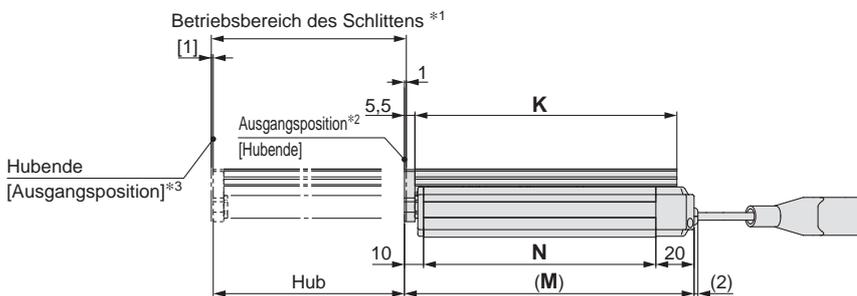 Betriebsbereich des Schlittens *1
[1]
1
5,5
K
Ausgangsposition*2
[Hubende]
Hubende
[Ausgangsposition]*3
10
N
20
Hub
(M)
(2)